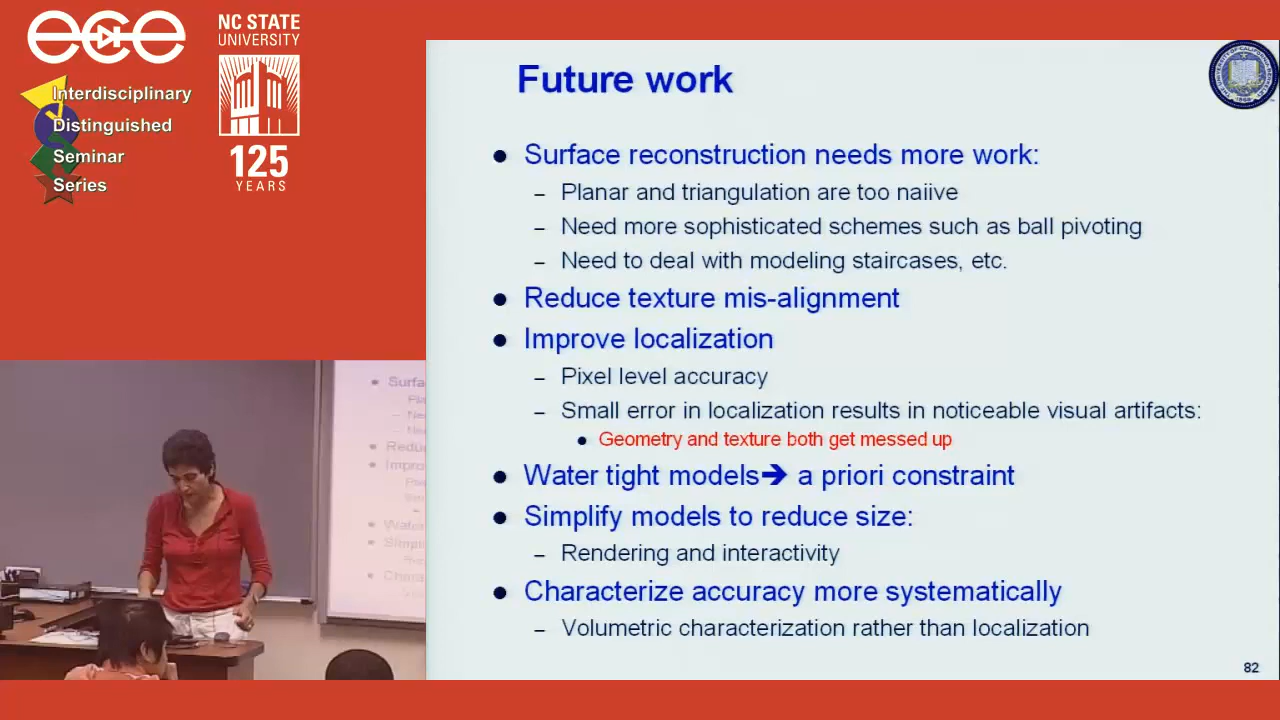 ece
NC STATE
UNIVERSITY
125
YEARS
Interdisciplinary
Distinguished
Seminar
Series
Future work
Surface reconstruction needs more work:
– Planar and triangulation are too naiive
– Need more sophisticated schemes such as ball pivoting
– Need to deal with modeling staircases, etc.
Reduce texture mis-alignment
Improve localization
– Pixel level accuracy
– Small error in localization results in noticeable visual artifacts:
Geometry and texture both get messed up
Water tight models➔ a priori constraint
Simplify models to reduce size:
– Rendering and interactivity
Characterize accuracy more systematically
– Volumetric characterization rather than localization
82